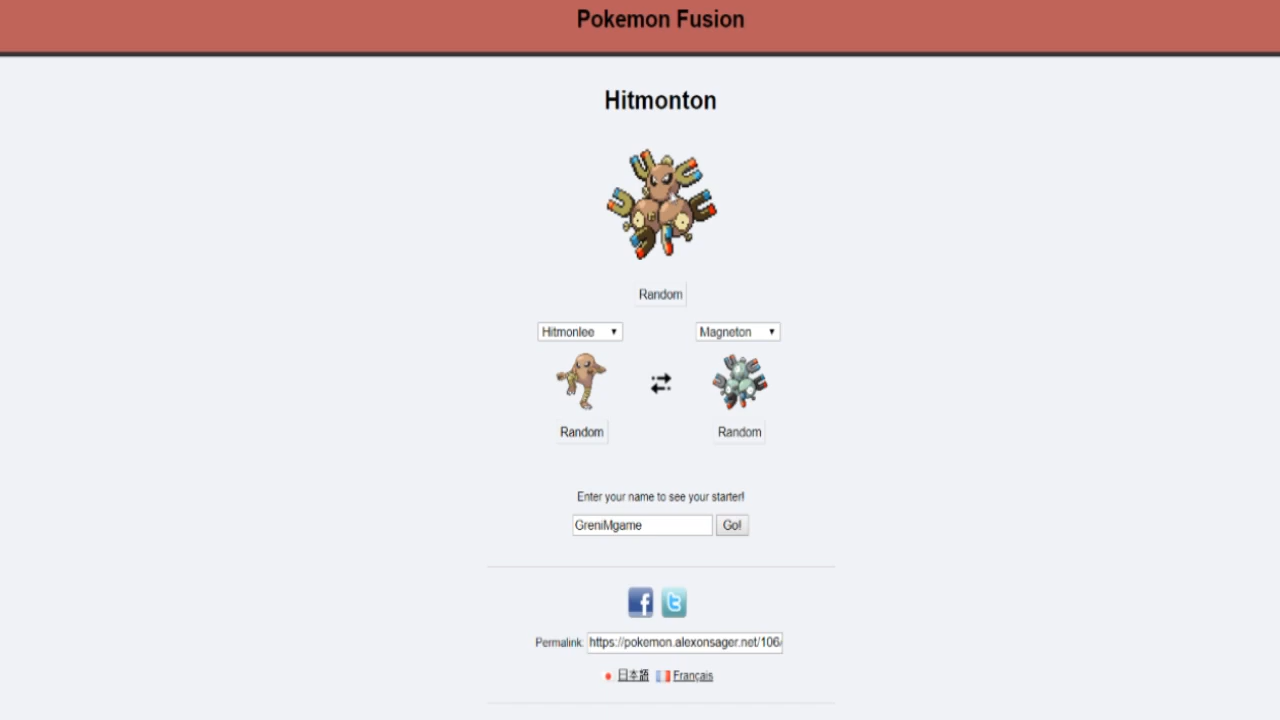 Pokemon Fusion
Hitmonton
Random
Hitmonlee Magneton
Random Random
Enter your name to see your starter!
GreniMgame Go!
Permalink: https://pokemon.alexonsager.net/106/
日本語 Français